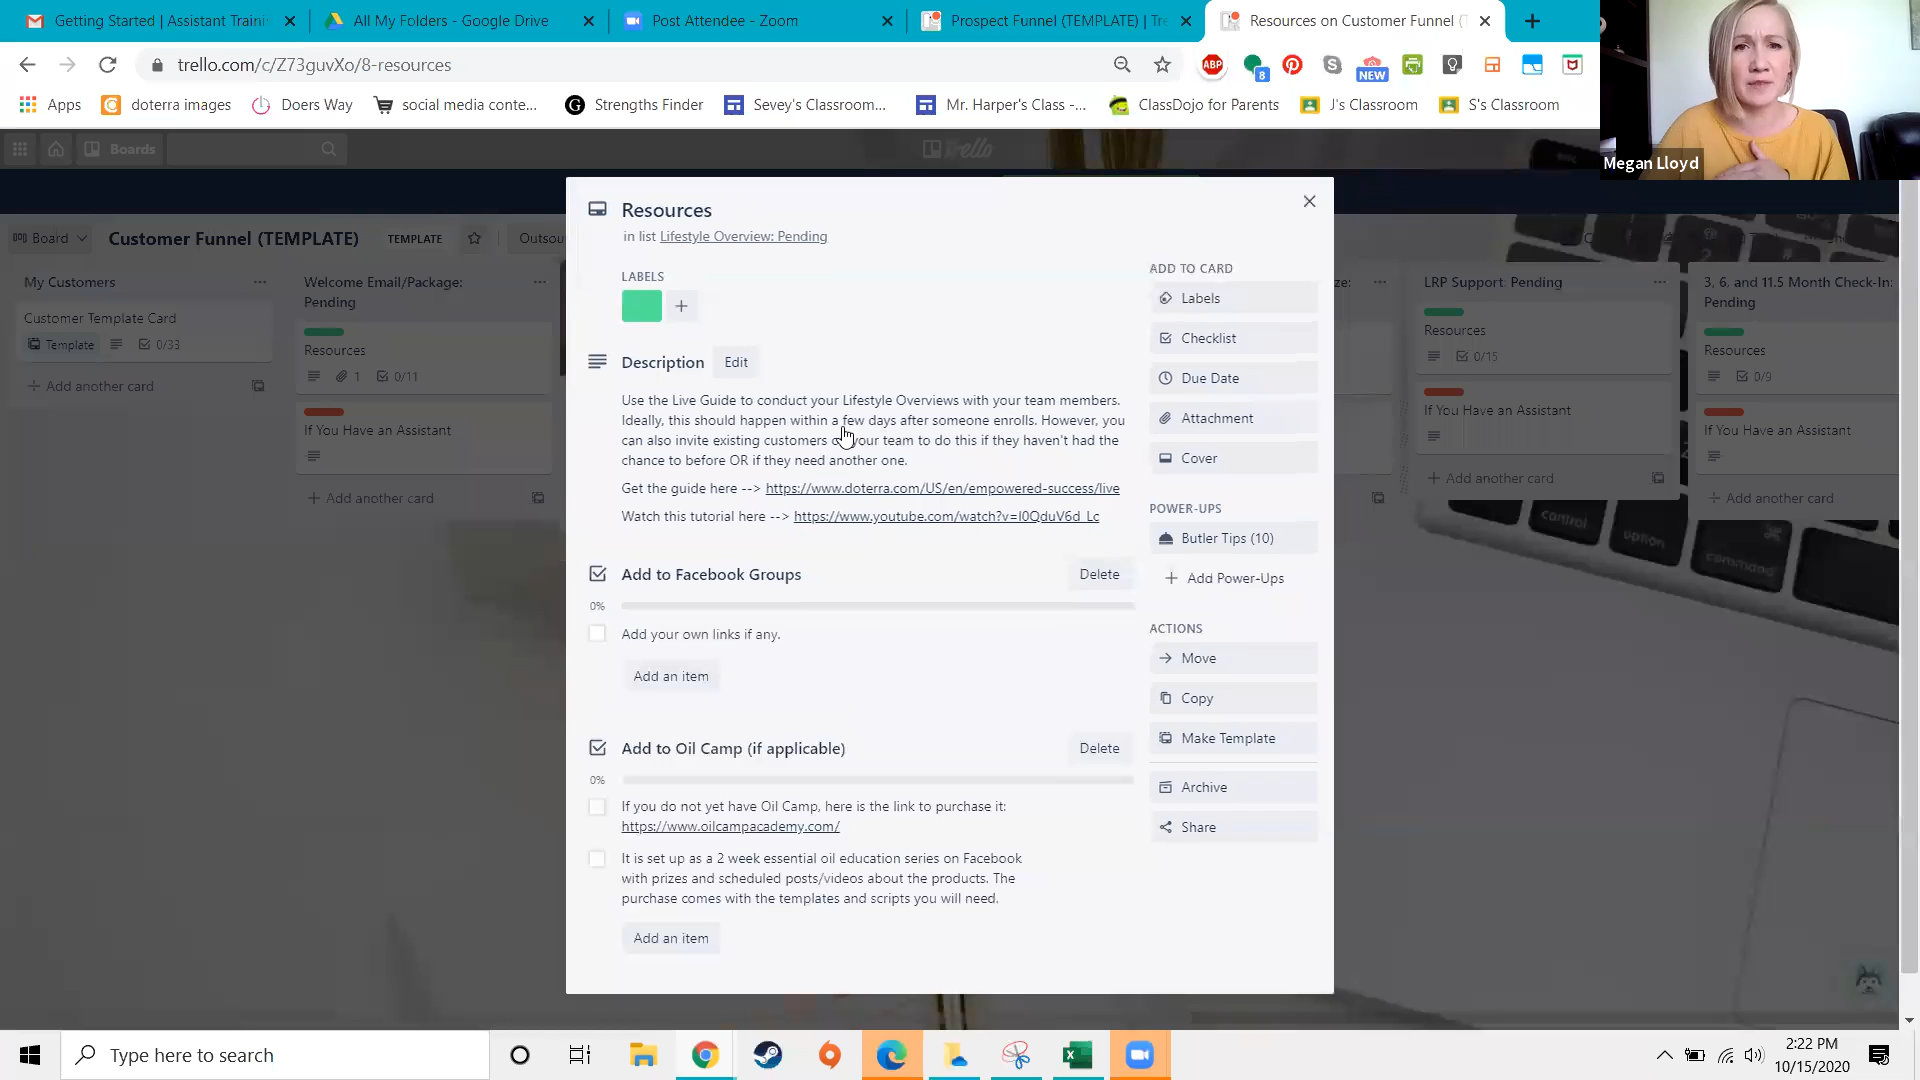 Getting Started | Assistant Traini
All My Folders - Google Drive
Post Attendee - Zoom
Prospect Funnel (TEMPLATE) | Tre
Resources on Customer Funnel (T
trello.com/c/Z73guvXo/8-resources
ABP
8
NEW
Apps
doterra images
Doers Way
social media conte...
Strengths Finder
Sevey's Classroom...
Mr. Harper's Class -...
ClassDojo for Parents
J's Classroom
S's Classroom
Megan Lloyd
Boards
Trello
Board
Customer Funnel (TEMPLATE)
TEMPLATE
My Customers
Customer Template Card
Template
0/33
+ Add another card
Welcome Email/Package:
Pending
Resources
1
0/11
If You Have an Assistant
+ Add another card
Resources
in list Lifestyle Overview: Pending
LABELS
Description
Edit
Use the Live Guide to conduct your Lifestyle Overviews with your team members.
Ideally, this should happen within a few days after someone enrolls. However, you
can also invite existing customers your team to do this if they haven't had the
chance to before OR if they need another one.
Get the guide here --> https://www.doterra.com/US/en/empowered-success/live
Watch this tutorial here --> https://www.youtube.com/watch?v=I0QduV6d_Lc
Add to Facebook Groups
Delete
0%
Add your own links if any.
Add an item
Add to Oil Camp (if applicable)
Delete
0%
If you do not yet have Oil Camp, here is the link to purchase it:
https://www.oilcampacademy.com/
It is set up as a 2 week essential oil education series on Facebook
with prizes and scheduled posts/videos about the products. The
purchase comes with the templates and scripts you will need.
Add an item
ADD TO CARD
Labels
Checklist
Due Date
Attachment
Cover
POWER-UPS
Butler Tips (10)
+ Add Power-Ups
ACTIONS
Move
Copy
Make Template
Archive
Share
LRP Support: Pending
Resources
0/15
If You Have an Assistant
+ Add another card
3, 6, and 11.5 Month Check-In:
Pending
Resources
0/9
If You Have an Assistant
+ Add another card
control
option
command
Type here to search
2:22 PM
10/15/2020